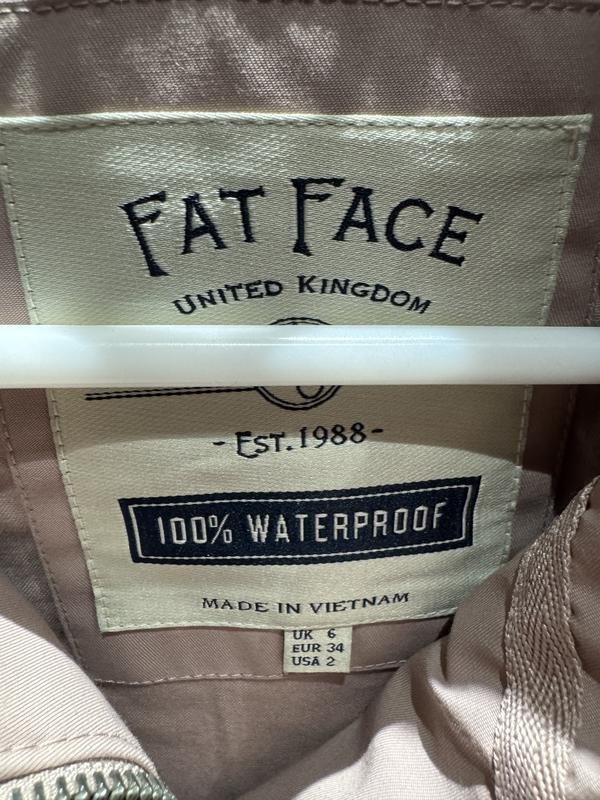 FAT FACE
UNITED KINGDOM
- EST. 1988 -
100% WATERPROOF
MADE IN VIETNAM
UK 6
EUR 34
USA 2